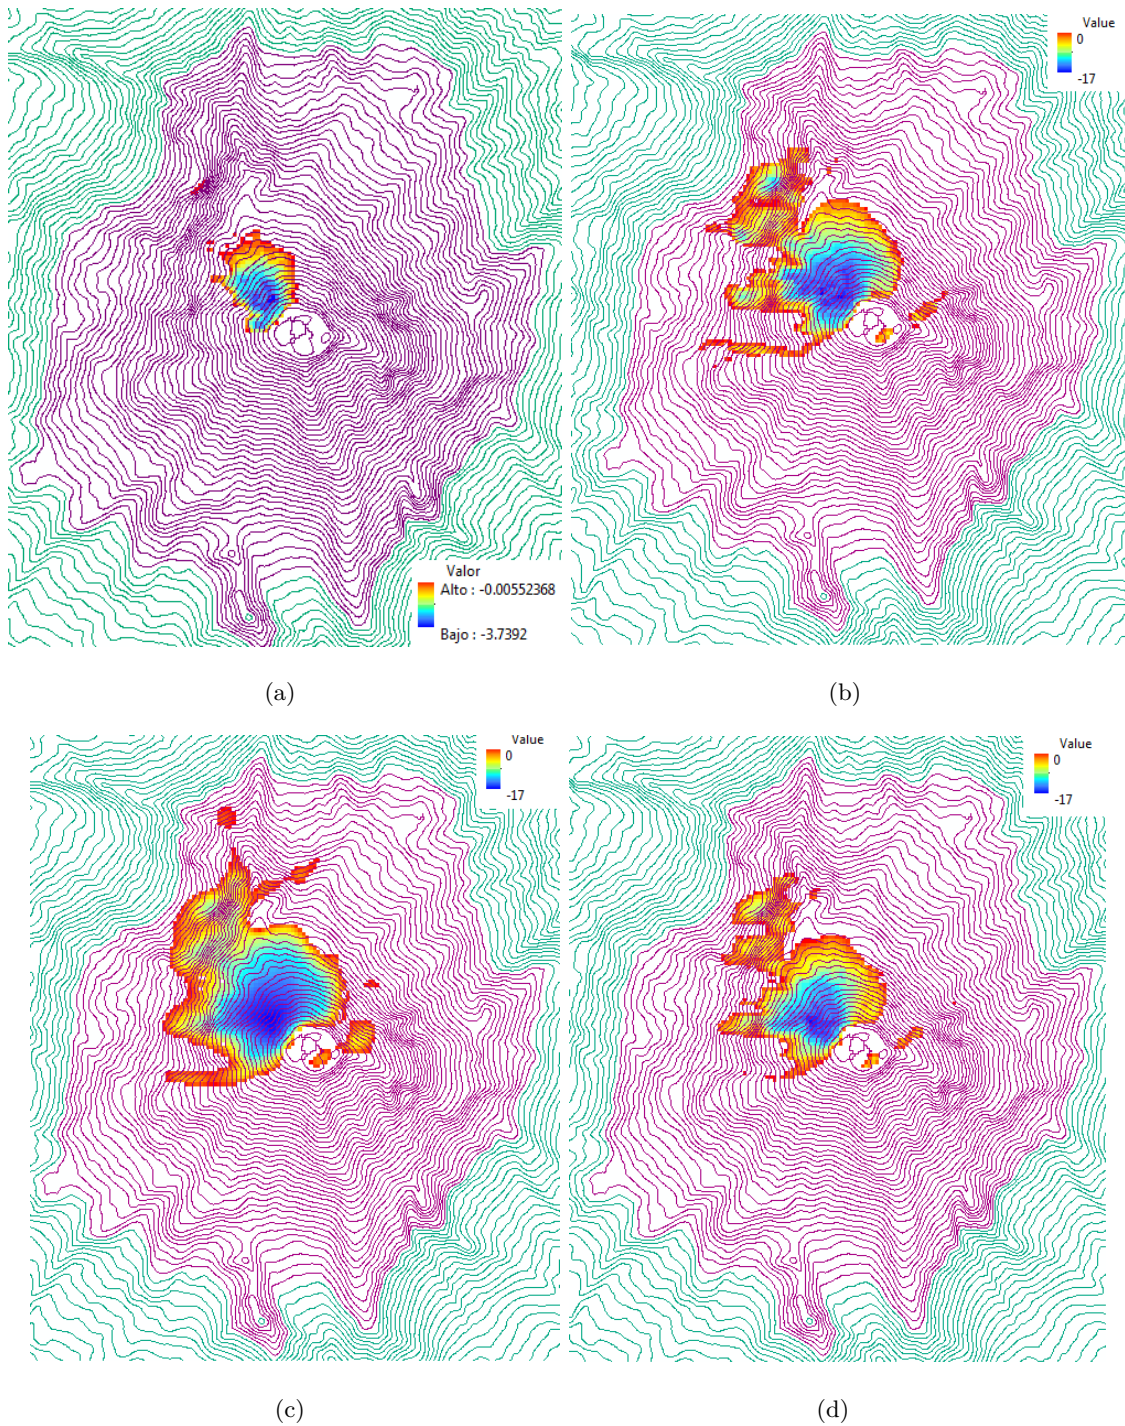 Value
0
-17
Valor
Alto : -0.00552368
Bajo : -3.7392
(a)
(b)
Value
0
-17
Value
0
-17
(c)
(d)